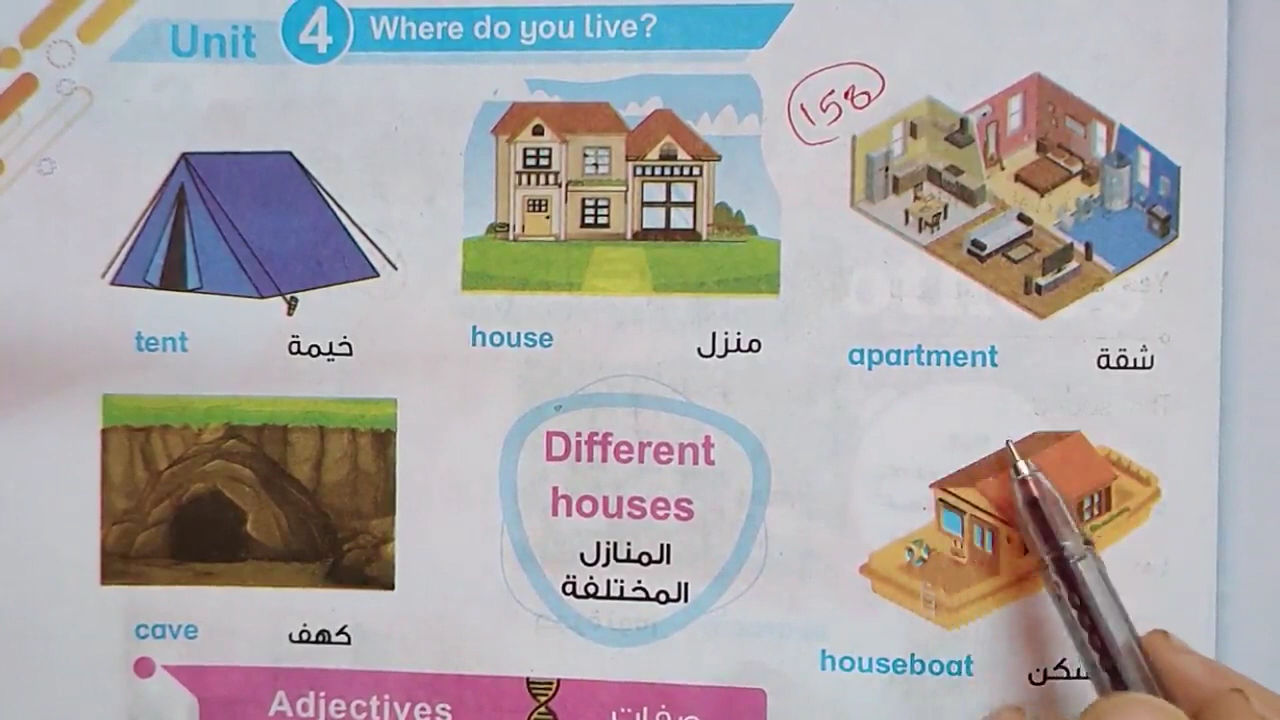 Unit 4 Where do you live?
158
tent خيمة
house منزل
apartment شقة
Different
houses
المنازل
المختلفة
cave كهف
houseboat
Adjectives صفات